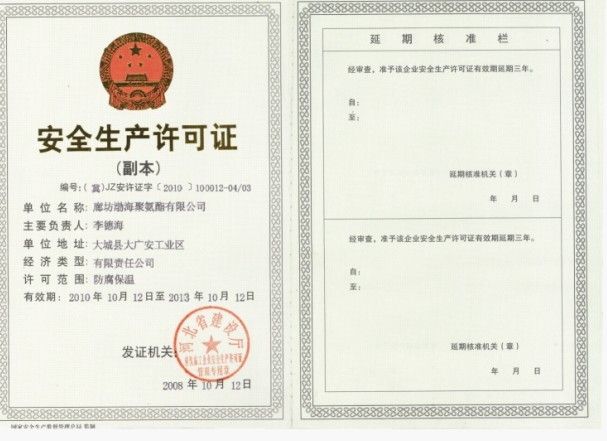 安全生产许可证
(副本)
编号:(冀)JZ安许证字〔2010〕100012-04/03
单位名称:廊坊渤海聚氨酯有限公司
主要负责人:李德海
单位地址:大城县大广安工业区
经济类型:有限责任公司
许可范围:防腐保温
有效期:2010年10月12日至2013年10月12日
发证机关:
河北省建设厅
2008年10月12日
国家安全生产监督管理总局 监制
延期核准栏
经审查,准予该企业安全生产许可证有效期延期三年。
自:
至:
延期核准机关(章)
年 月 日
经审查,准予该企业安全生产许可证有效期延期三年。
自:
至:
延期核准机关(章)
年 月 日